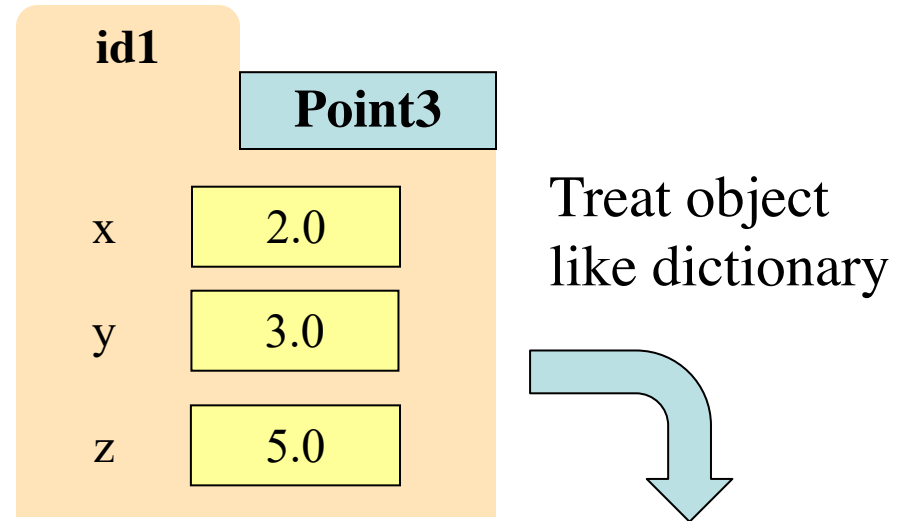 id1
Point3
x 2.0
y 3.0
z 5.0
Treat object
like dictionary